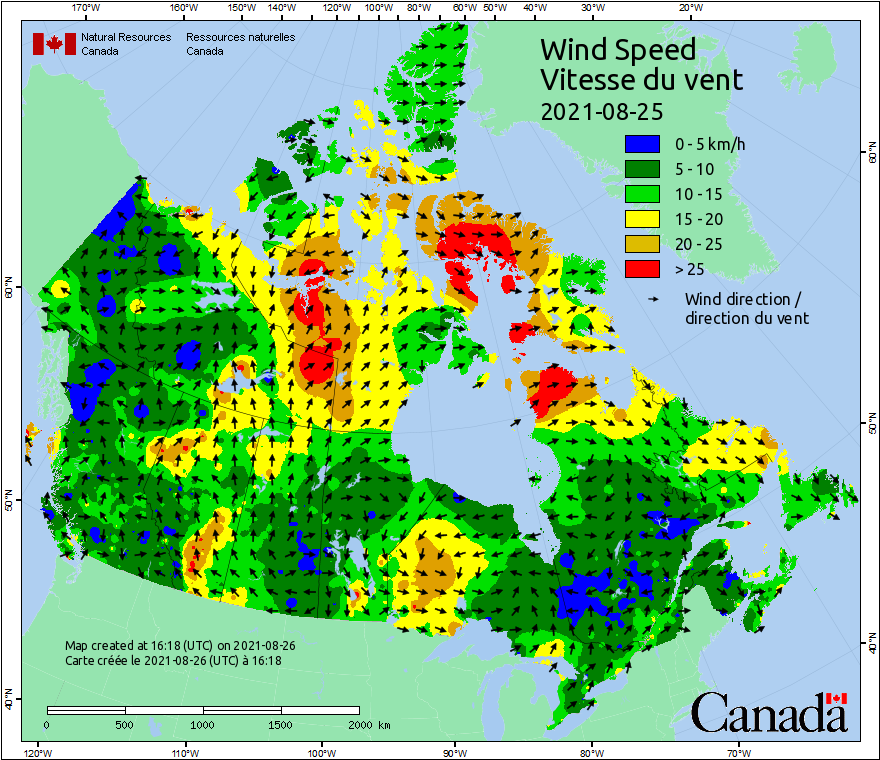 170°W 160°W 150°W 140°W 130°W 120°W 110°W 100°W 90°W 80°W 70°W 60°W 50°W 40°W 30°W 20°W
Natural Resources Canada
Ressources naturelles Canada
Wind Speed
Vitesse du vent
2021-08-25
0 - 5 km/h
5 - 10
10 - 15
15 - 20
20 - 25
> 25
Wind direction /
direction du vent
60°N
50°N
40°N
60°N
50°N
40°N
Map created at 16:18 (UTC) on 2021-08-26
Carte créée le 2021-08-26 (UTC) à 16:18
0 500 1000 1500 2000 km
Canada
120°W 110°W 100°W 90°W 80°W 70°W